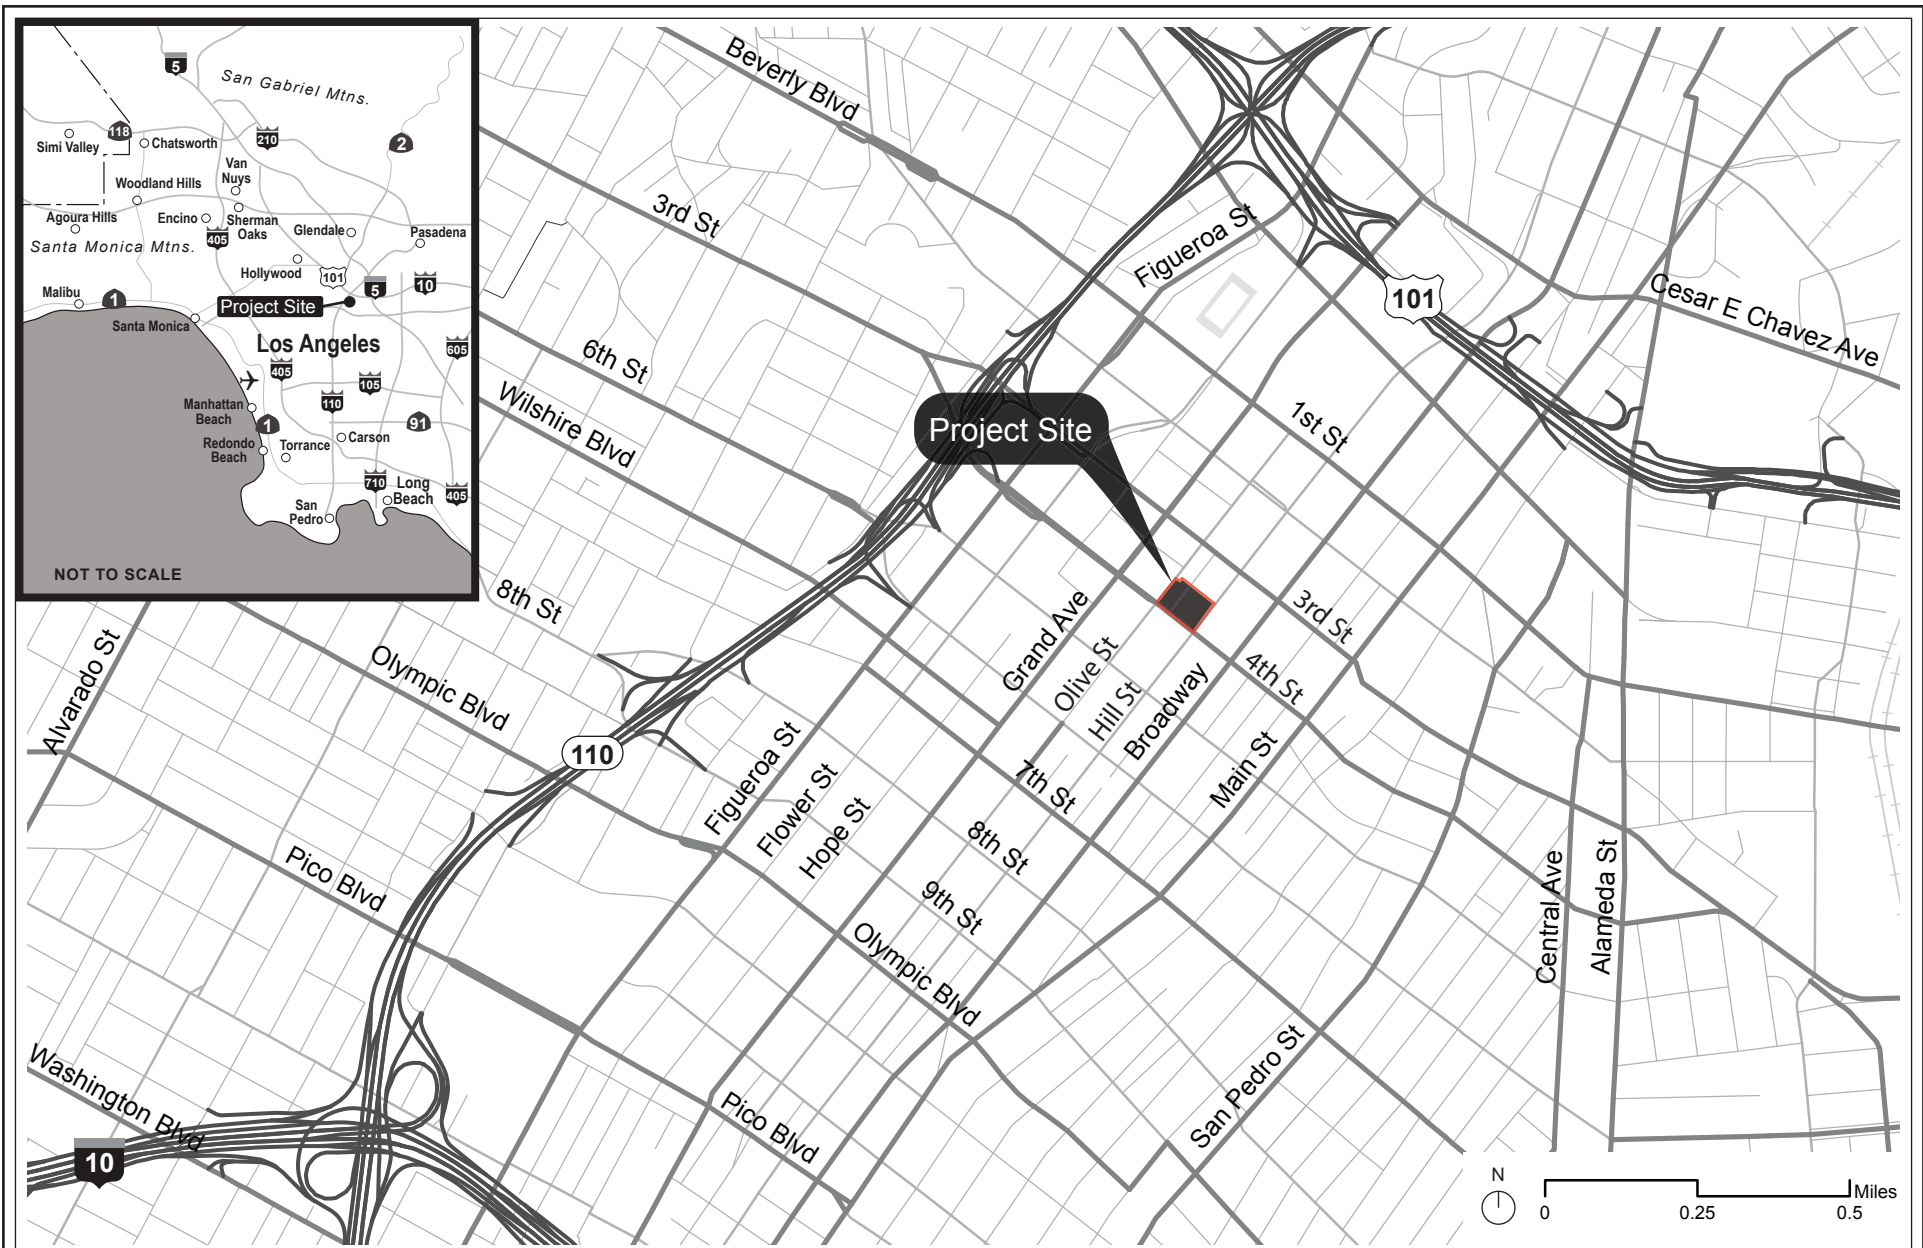 5
San Gabriel Mtns.
118
Simi Valley
Chatsworth
210
2
Van
Nuys
Woodland Hills
Agoura Hills
Encino
Sherman
Oaks
405
Glendale
Pasadena
Santa Monica Mtns.
Hollywood
101
5
10
Malibu
1
Project Site
Santa Monica
Los Angeles
605
405
105
110
Manhattan
Beach
1
91
Redondo
Beach
Torrance
Carson
710
Long
Beach
405
San
Pedro
NOT TO SCALE
Beverly Blvd
3rd St
Figueroa St
101
Cesar E Chavez Ave
6th St
Wilshire Blvd
Project Site
1st St
8th St
Grand Ave
3rd St
Olive St
4th St
Alvarado St
Olympic Blvd
Hill St
Broadway
110
Figueroa St
Main St
7th St
Flower St
Hope St
8th St
Pico Blvd
9th St
Central Ave
Alameda St
Olympic Blvd
Washington Blvd
San Pedro St
Pico Blvd
10
N
0
0.25
0.5
Miles